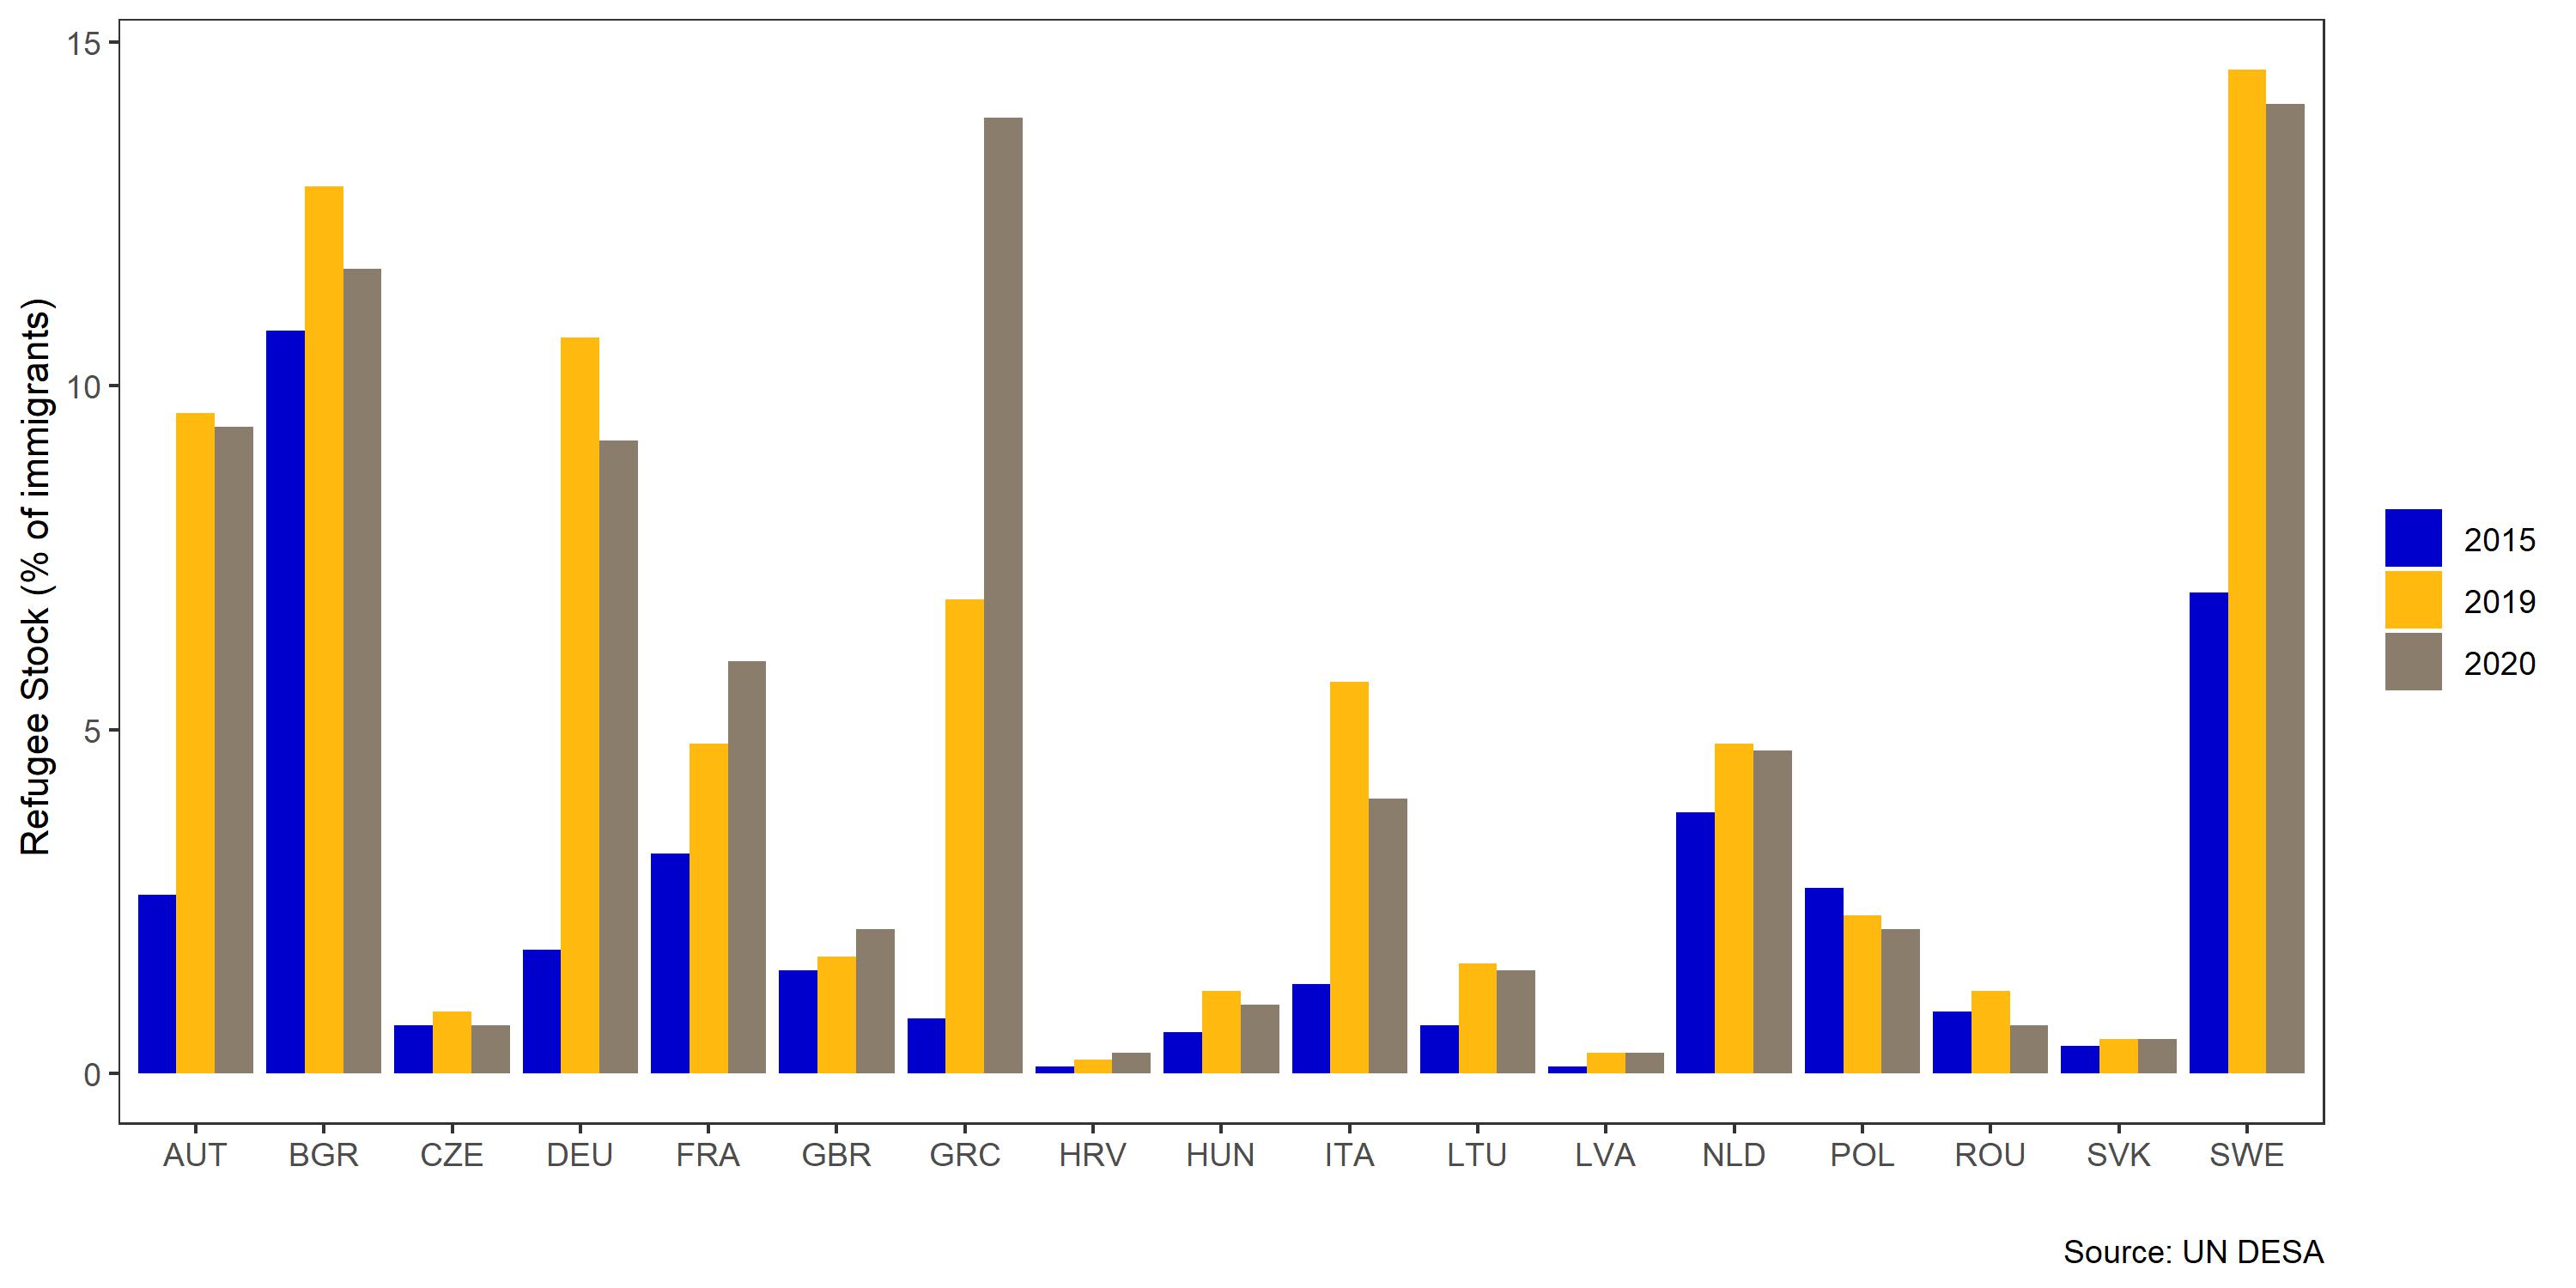 Refugee Stock (% of immigrants)
15
10
5
0
AUT BGR CZE DEU FRA GBR GRC HRV HUN ITA LTU LVA NLD POL ROU SVK SWE
2015
2019
2020
Source: UN DESA